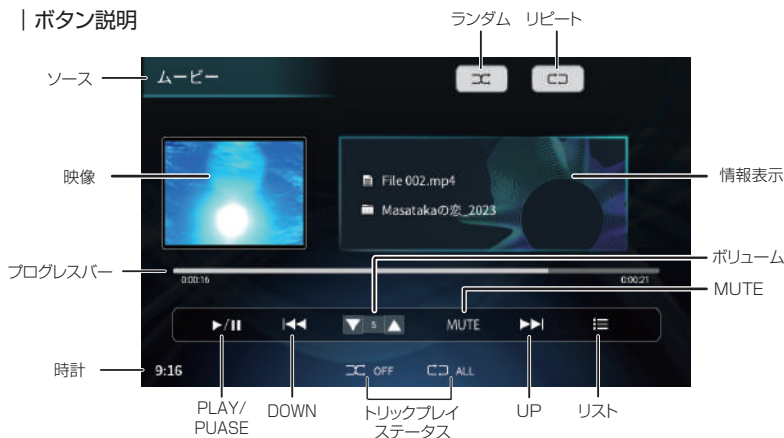 | ボタン説明
ランダム リピート
ソース
ムービー
映像
File 002.mp4
Masatakaの恋_2023
情報表示
プログレスバー
0:00:16
0:00:21
ボリューム
MUTE
5
MUTE
時計
9:16
OFF
ALL
PLAY/
PUASE
DOWN
トリックプレイ
ステータス
UP
リスト